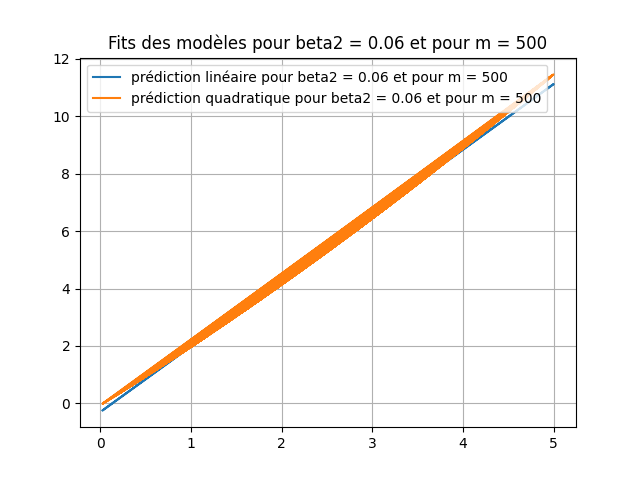 Fits des modèles pour beta2 = 0.06 et pour m = 500
prédiction linéaire pour beta2 = 0.06 et pour m = 500
prédiction quadratique pour beta2 = 0.06 et pour m = 500
12
10
8
6
4
2
0
0 1 2 3 4 5